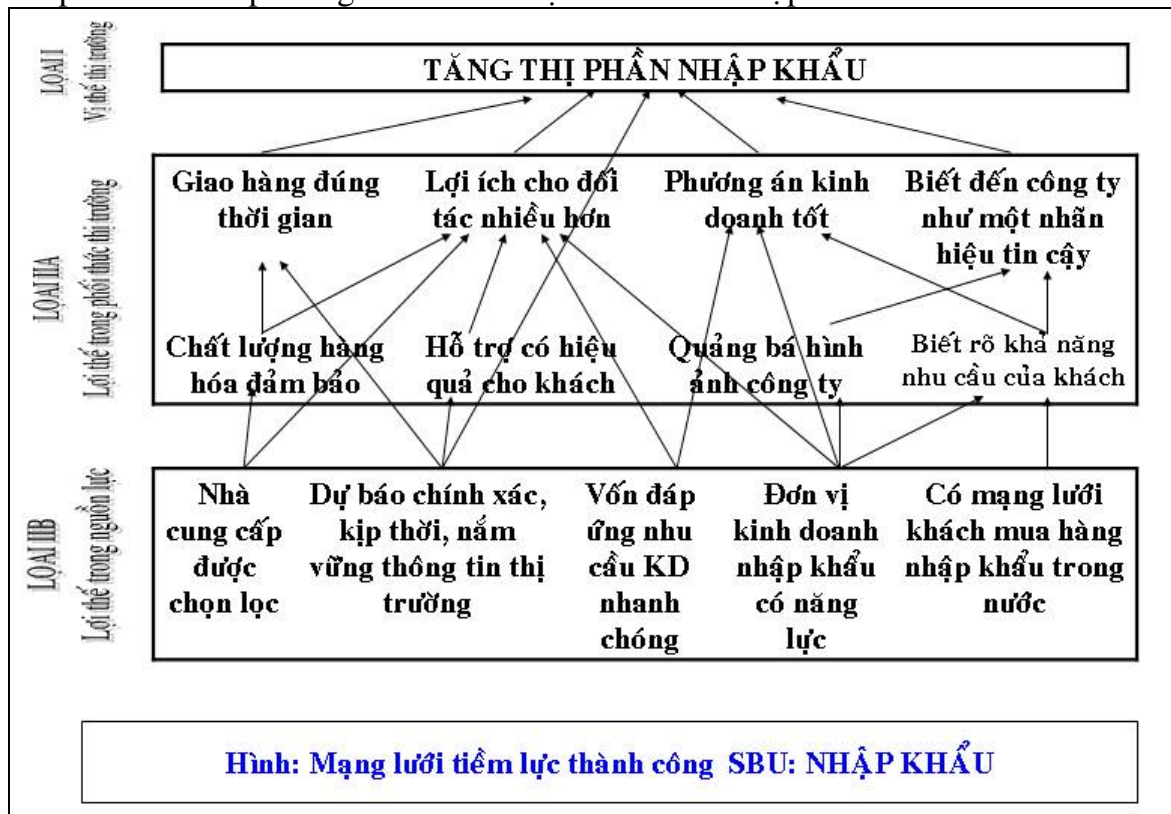 LOẠI I
Vị thế thị trường
TĂNG THỊ PHẦN NHẬP KHẨU
LOẠI IIA
Lợi thế trong phối thức thị trường
Giao hàng đúng
thời gian
Lợi ích cho đối
tác nhiều hơn
Phương án kinh
doanh tốt
Biết đến công ty
như một nhãn
hiệu tin cậy
Chất lượng hàng
hóa đảm bảo
Hỗ trợ có hiệu
quả cho khách
Quảng bá hình
ảnh công ty
Biết rõ khả năng
nhu cầu của khách
LOẠI IIB
Lợi thế trong nguồn lực
Nhà
cung cấp
được
chọn lọc
Dự báo chính xác,
kịp thời, nắm
vững thông tin thị
trường
Vốn đáp
ứng nhu
cầu KD
nhanh
chóng
Đơn vị
kinh doanh
nhập khẩu
có năng
lực
Có mạng lưới
khách mua hàng
nhập khẩu trong
nước
Hình: Mạng lưới tiềm lực thành công SBU: NHẬP KHẨU